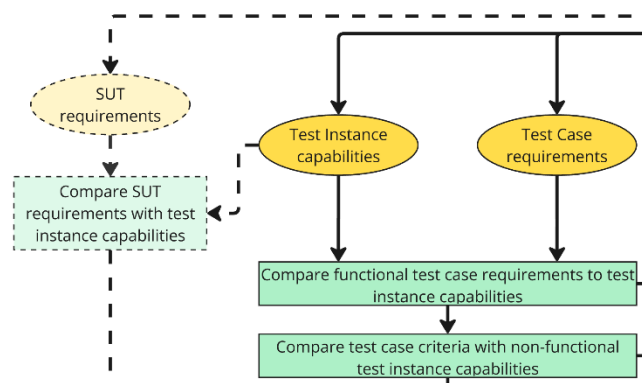 SUT
requirements
Test Instance
capabilities
Test Case
requirements
Compare SUT
requirements with test
instance capabilities
Compare functional test case requirements to test
instance capabilities
Compare test case criteria with non-functional
test instance capabilities